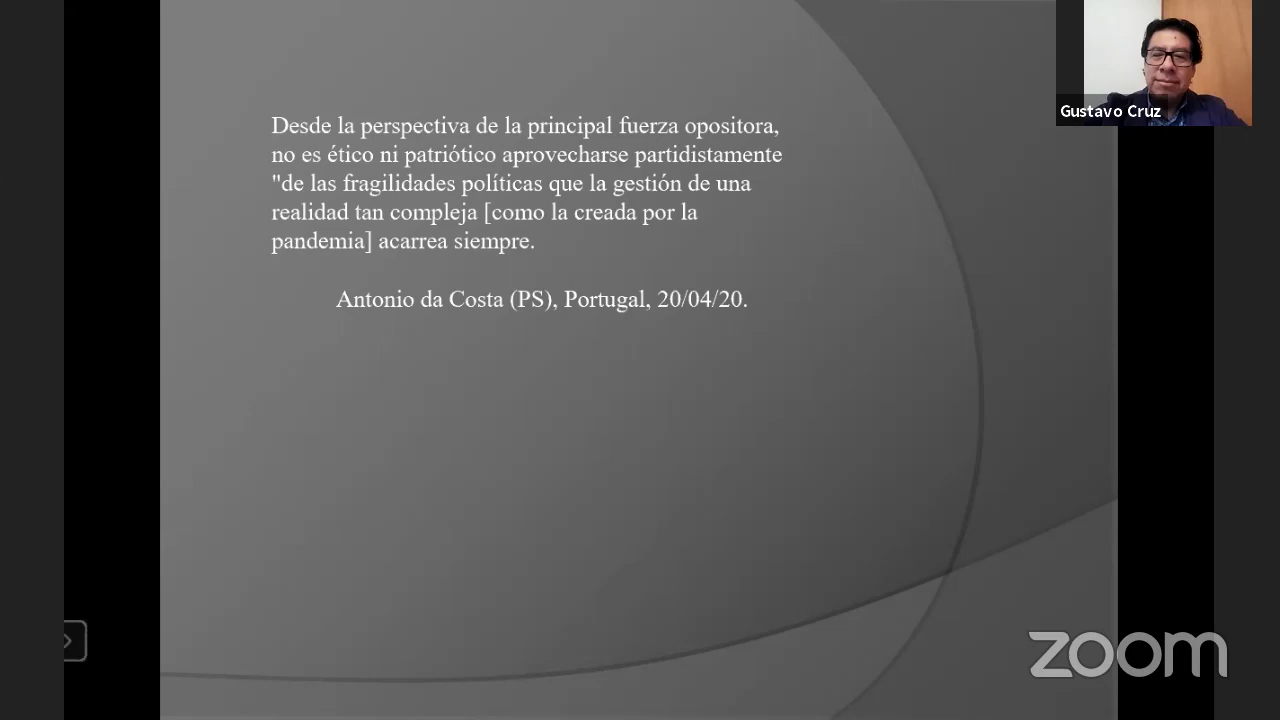 Desde la perspectiva de la principal fuerza opositora,
no es ético ni patriótico aprovecharse partidistamente
"de las fragilidades políticas que la gestión de una
realidad tan compleja [como la creada por la
pandemia] acarrea siempre.
Antonio da Costa (PS), Portugal, 20/04/20.
Gustavo Cruz
zoom